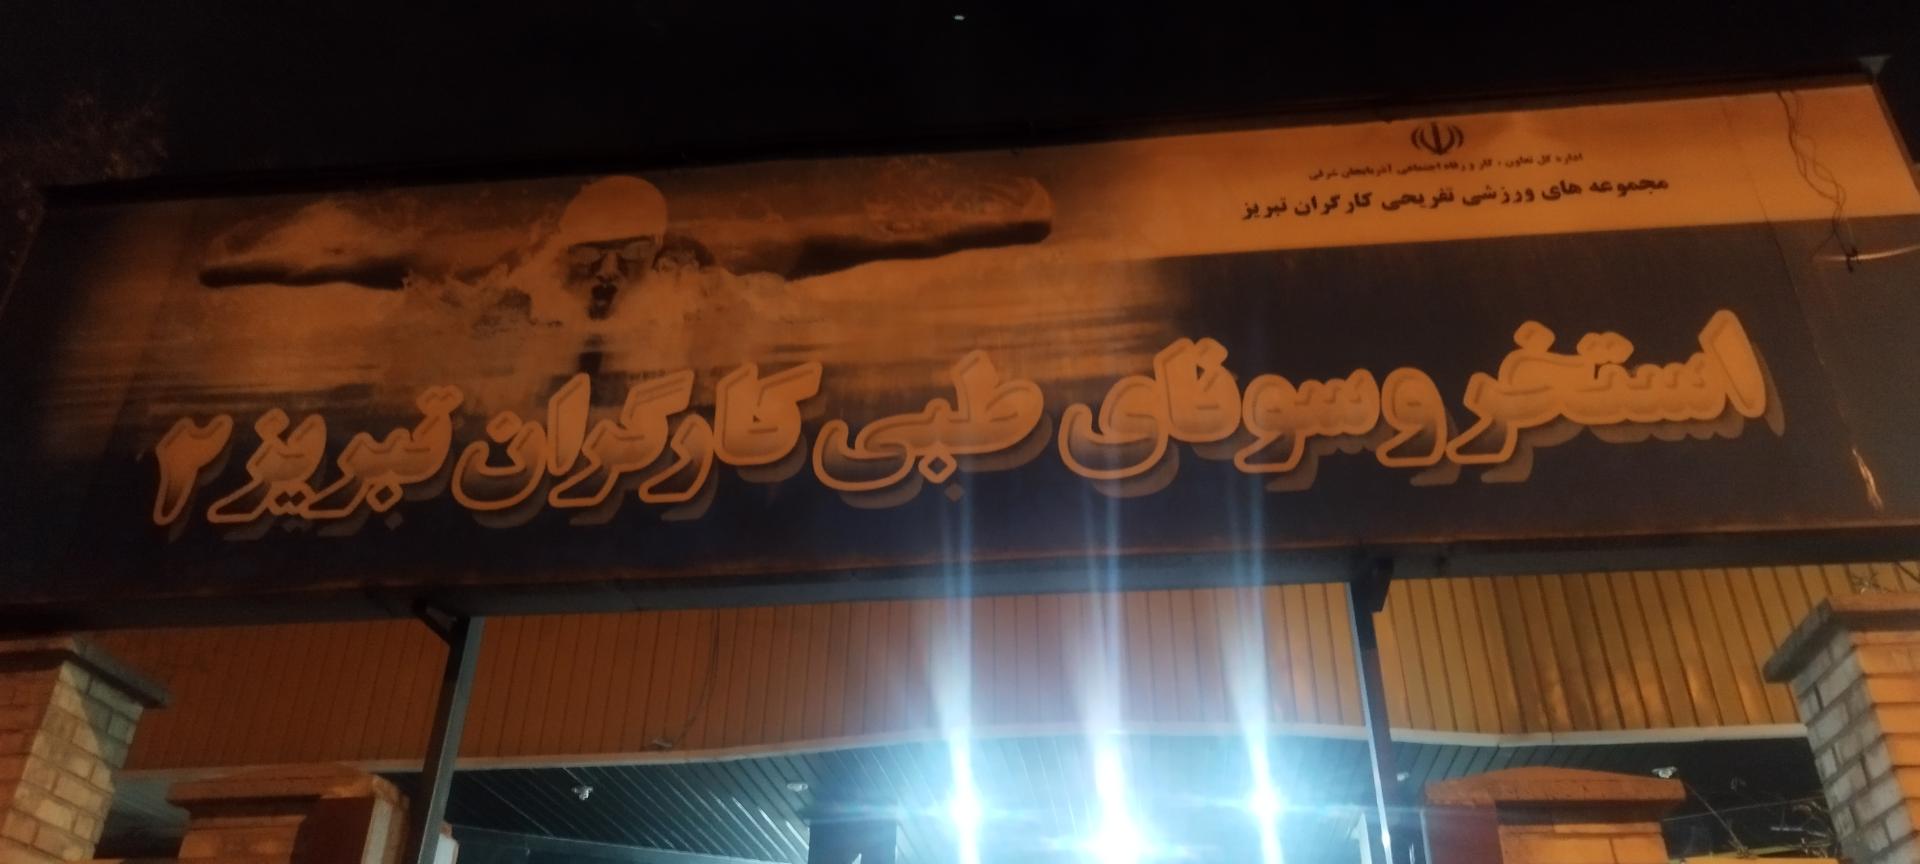 اداره کل تعاون ، کار و رفاه اجتماعی آذربایجان شرقی
مجموعه های ورزشی تفریحی کارگران تبریز
استخر و سونای طبی کارگران تبریز ۲